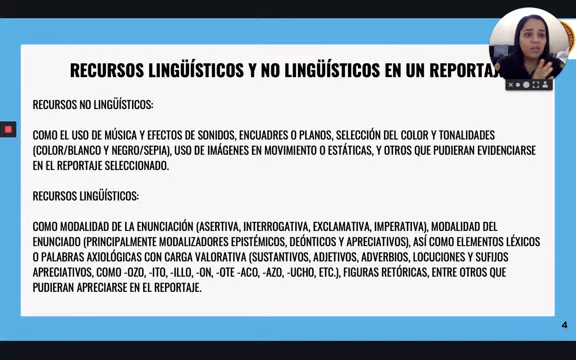 RECURSOS LINGÜÍSTICOS Y NO LINGÜÍSTICOS EN UN REPORTAJ
RECURSOS NO LINGÜÍSTICOS:
COMO EL USO DE MÚSICA Y EFECTOS DE SONIDOS, ENCUADRES O PLANOS, SELECCIÓN DEL COLOR Y TONALIDADES
(COLOR/BLANCO Y NEGRO/SEPIA), USO DE IMÁGENES EN MOVIMIENTO O ESTÁTICAS, Y OTROS QUE PUDIERAN EVIDENCIARSE
EN EL REPORTAJE SELECCIONADO.
RECURSOS LINGÜÍSTICOS:
COMO MODALIDAD DE LA ENUNCIACIÓN (ASERTIVA, INTERROGATIVA, EXCLAMATIVA, IMPERATIVA), MODALIDAD DEL
ENUNCIADO (PRINCIPALMENTE MODALIZADORES EPISTÉMICOS, DEÓNTICOS Y APRECIATIVOS), ASÍ COMO ELEMENTOS LÉXICOS
O PALABRAS AXIOLÓGICAS CON CARGA VALORATIVA (SUSTANTIVOS, ADJETIVOS, ADVERBIOS, LOCUCIONES Y SUFIJOS
APRECIATIVOS, COMO -OZO, -ITO, -ILLO, -ON, -OTE -ACO, -AZO, -UCHO, ETC.), FIGURAS RETÓRICAS, ENTRE OTROS QUE
PUDIERAN APRECIARSE EN EL REPORTAJE.
4